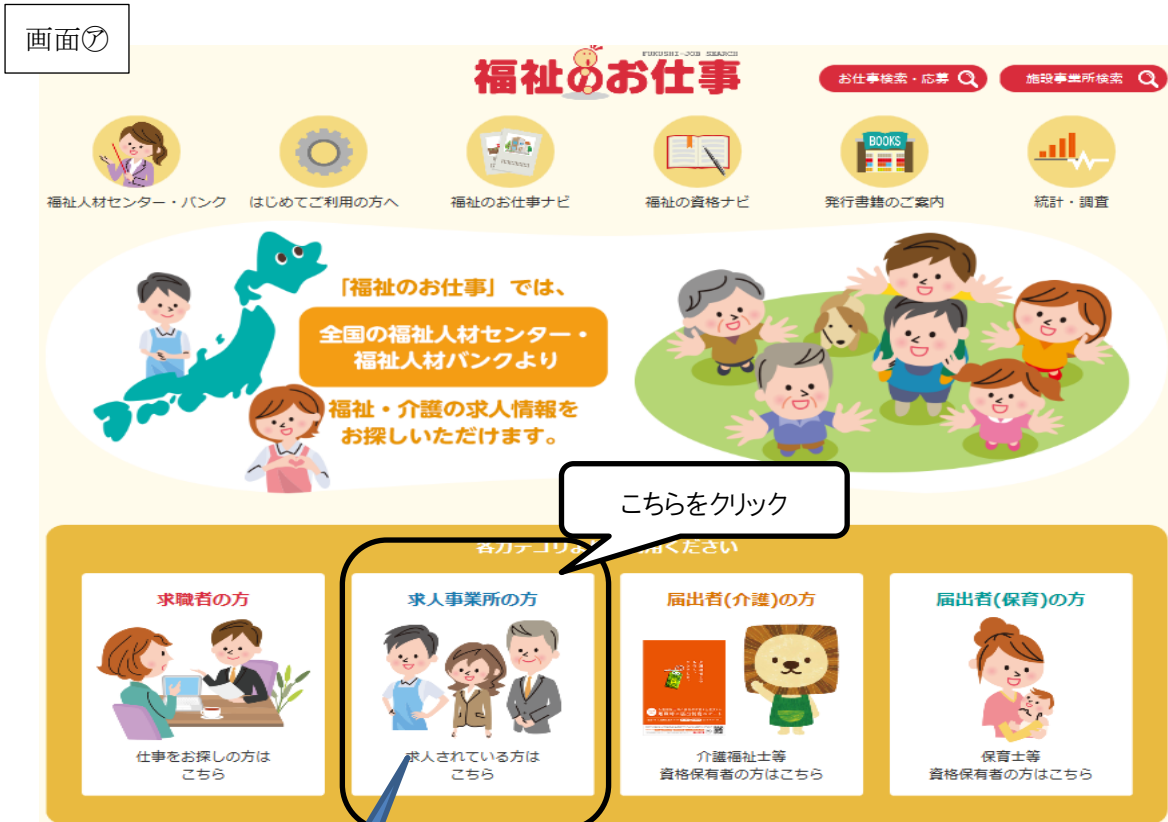 画面㋐
FUKUSHI-JOB SEARCH
福祉のお仕事
お仕事検索・応募
施設事業所検索
BOOKS
福祉人材センター・バンク
はじめてご利用の方へ
福祉のお仕事ナビ
福祉の資格ナビ
発行書籍のご案内
統計・調査
「福祉のお仕事」では、
全国の福祉人材センター・
福祉人材バンクより
福祉・介護の求人情報を
お探しいただけます。
こちらをクリック
各カテゴリよ 用ください
求職者の方
求人事業所の方
届出者(介護)の方
届出者(保育)の方
仕事をお探しの方は
こちら
求人されている方は
こちら
介護福祉士等
資格保有者の方はこちら
保育士等
資格保有者の方はこちら